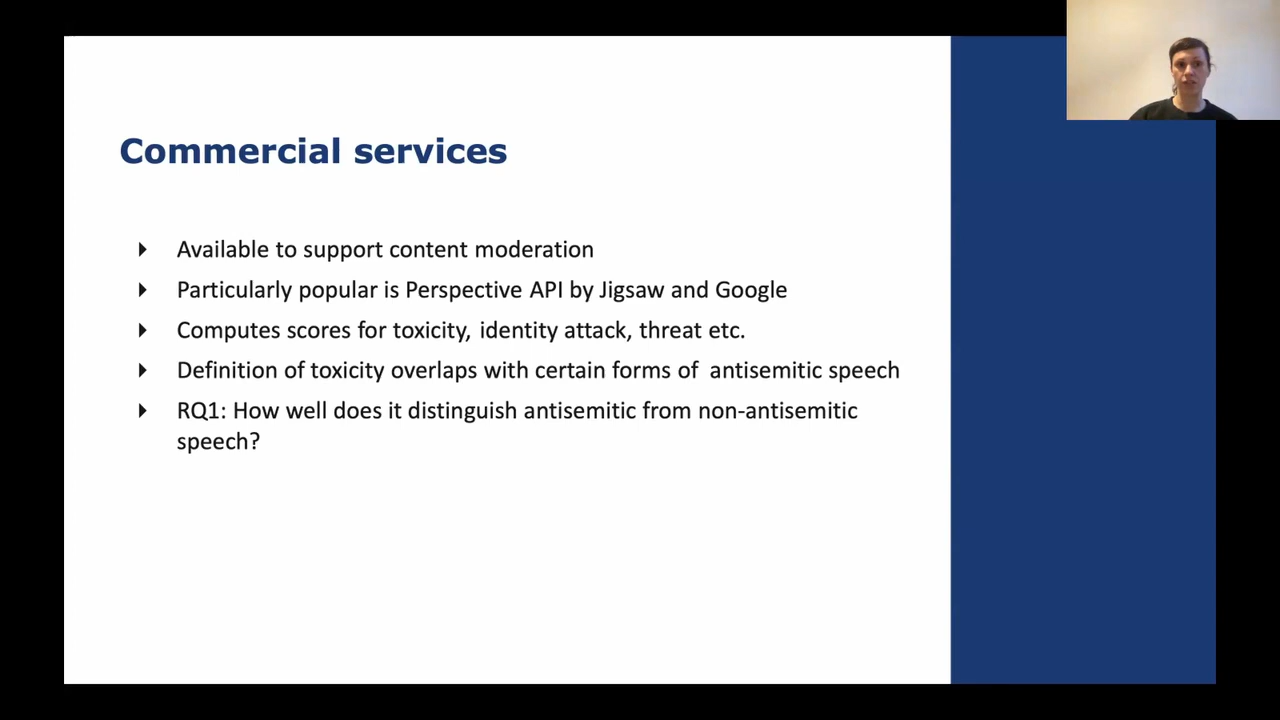 Commercial services
Available to support content moderation
Particularly popular is Perspective API by Jigsaw and Google
Computes scores for toxicity, identity attack, threat etc.
Definition of toxicity overlaps with certain forms of  antisemitic speech
RQ1: How well does it distinguish antisemitic from non-antisemitic
speech?